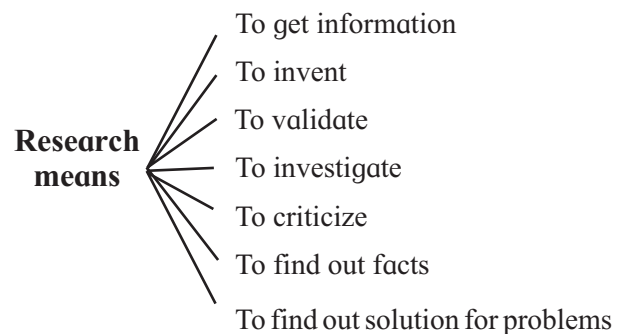 To get information
To invent
To validate
Research
means
To investigate
To criticize
To find out facts
To find out solution for problems